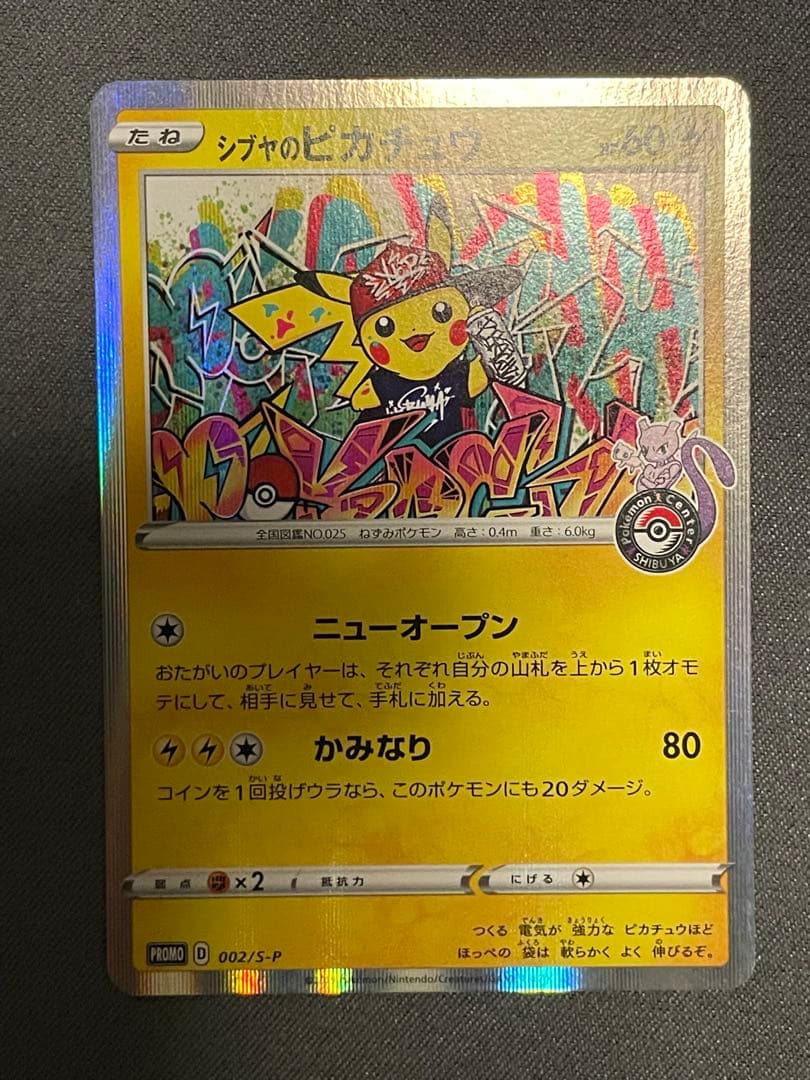 たね シブヤのピカチュウ HP60
全国図鑑NO.025 ねずみポケモン 高さ:0.4m 重さ:6.0kg
Pokémon Center
SHIBUYA
ニューオープン
おたがいのプレイヤーは、それぞれ自分の山札を上から1枚オモ
テにして、相手に見せて、手札に加える。
かみなり 80
コインを1回投げウラなら、このポケモンにも20ダメージ。
弱点 ×2 抵抗力 にげる
つくる 電気が 強力な ピカチュウほど
ほっぺの 袋は 軟らかく よく 伸びるぞ。
PROMO D 002/S-P
/Nintendo/Creatures/